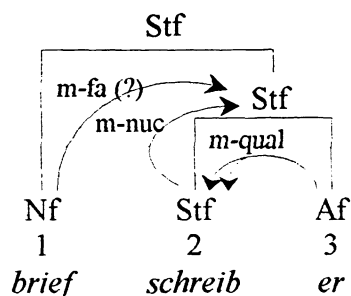 Stf
m-fa (?)
Stf
m-nuc
m-qual
Nf Stf Af
1 2 3
brief schreib er